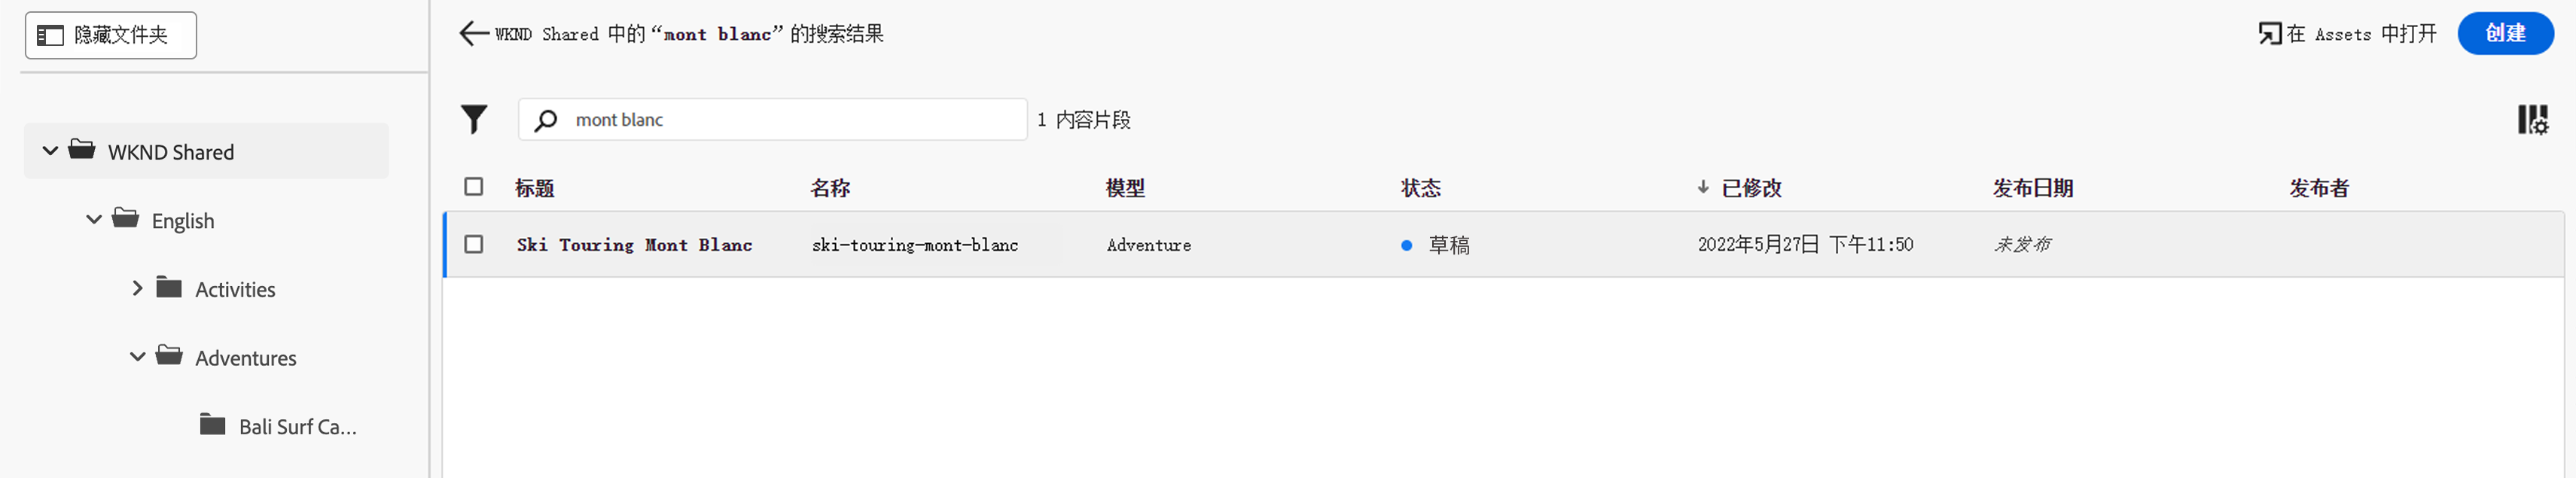 隐藏文件夹
WKND Shared
English
Activities
Adventures
Bali Surf Ca...
WKND Shared 中的“mont blanc”的搜索结果
在 Assets 中打开
创建
mont blanc
1 内容片段
标题 名称 模型 状态 已修改 发布日期 发布者
Ski Touring Mont Blanc ski-touring-mont-blanc Adventure 草稿 2022年5月27日 下午11:50 未发布